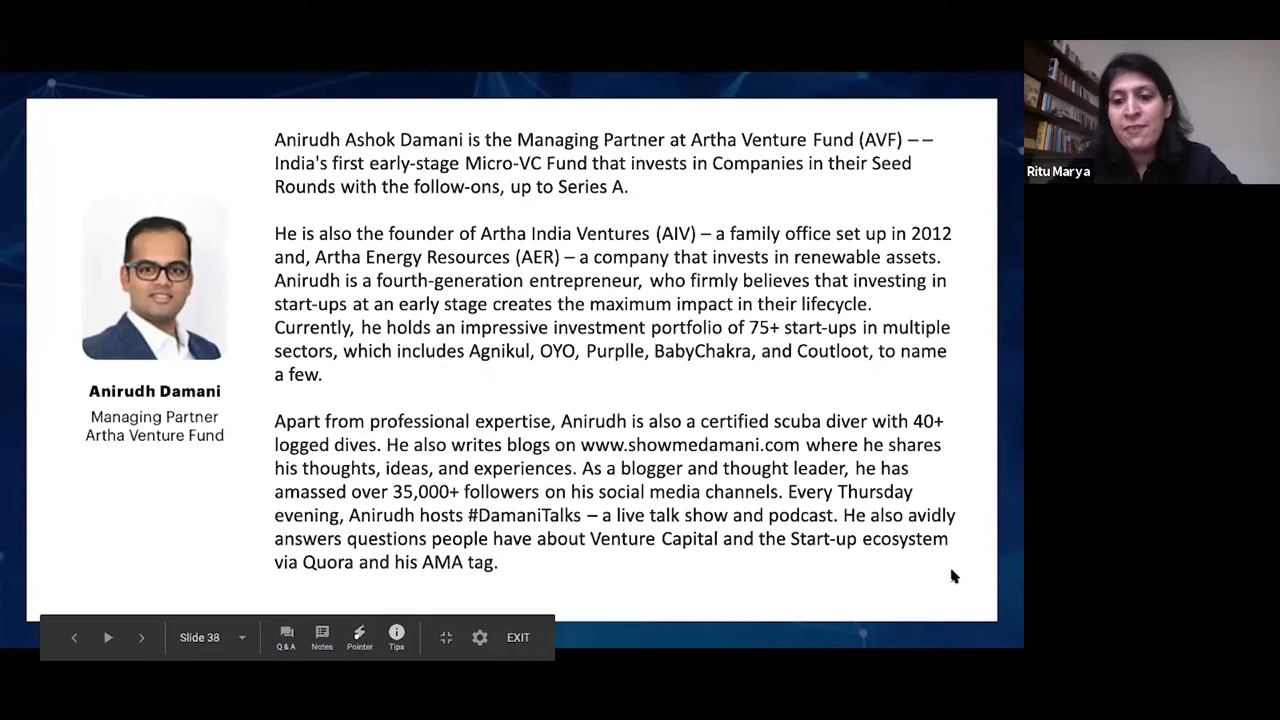 Anirudh Ashok Damani is the Managing Partner at Artha Venture Fund (AVF) – –
India's first early-stage Micro-VC Fund that invests in Companies in their Seed
Rounds with the follow-ons, up to Series A.
He is also the founder of Artha India Ventures (AIV) – a family office set up in 2012
and, Artha Energy Resources (AER) – a company that invests in renewable assets.
Anirudh is a fourth-generation entrepreneur, who firmly believes that investing in
start-ups at an early stage creates the maximum impact in their lifecycle.
Currently, he holds an impressive investment portfolio of 75+ start-ups in multiple
sectors, which includes Agnikul, OYO, Purplle, BabyChakra, and Coutloot, to name
a few.
Apart from professional expertise, Anirudh is also a certified scuba diver with 40+
logged dives. He also writes blogs on www.showmedamani.com where he shares
his thoughts, ideas, and experiences. As a blogger and thought leader, he has
amassed over 35,000+ followers on his social media channels. Every Thursday
evening, Anirudh hosts #DamaniTalks – a live talk show and podcast. He also avidly
answers questions people have about Venture Capital and the Start-up ecosystem
via Quora and his AMA tag.
Anirudh Damani
Managing Partner
Artha Venture Fund
Ritu Marya
Slide 38
Q & A
Notes
Pointer
Tips
EXIT